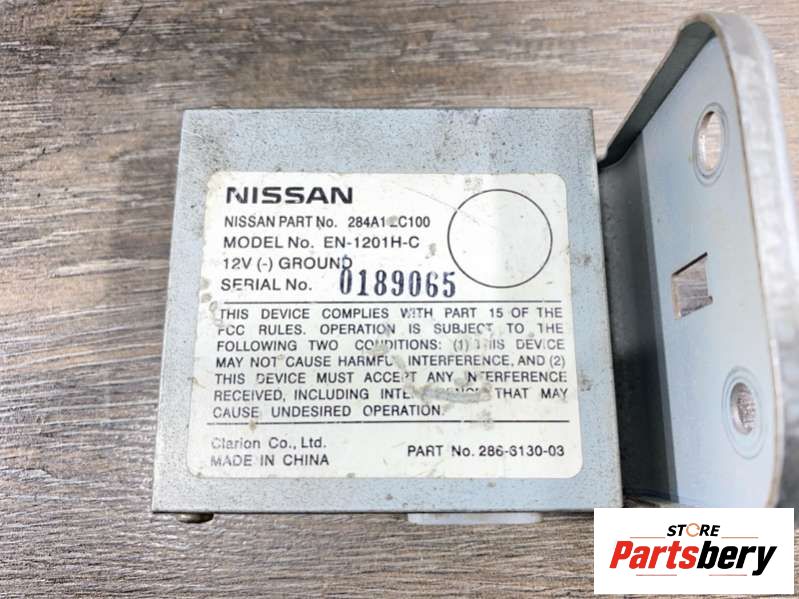 NISSAN
NISSAN PART No. 284A1 C100
MODEL No. EN-1201H-C
12V (-) GROUND
SERIAL No. 0189065
THIS DEVICE COMPLIES WITH PART 15 OF THE
FCC RULES. OPERATION IS SUBJECT TO THE
FOLLOWING TWO CONDITIONS: (1) THIS DEVICE
MAY NOT CAUSE HARMFUL INTERFERENCE, AND (2)
THIS DEVICE MUST ACCEPT ANY INTERFERENCE
RECEIVED, INCLUDING INTERFERENCE THAT MAY
CAUSE UNDESIRED OPERATION.
Clarion Co., Ltd.
MADE IN CHINA
PART No. 286-6130-03
STORE
Partsbery